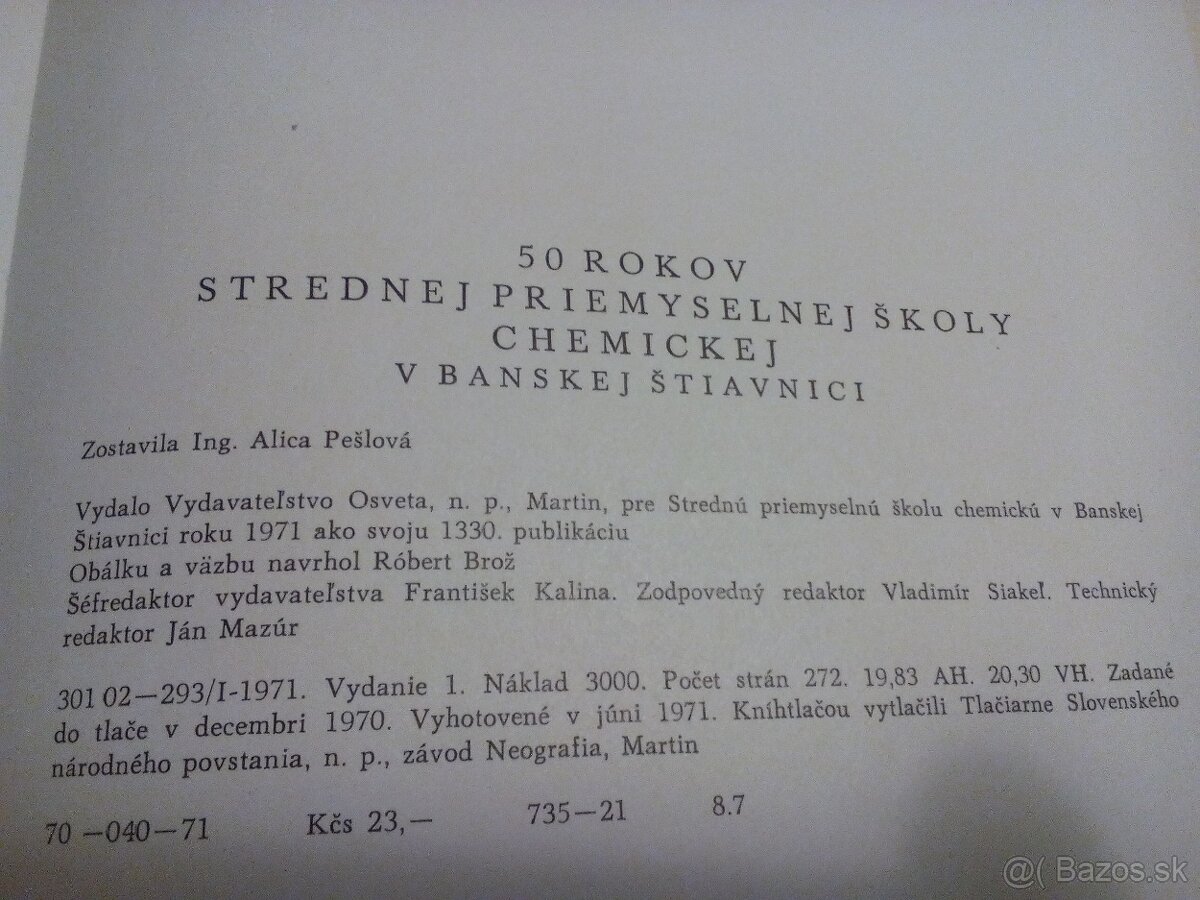 50 ROKOV
STREDNEJ PRIEMYSELNEJ ŠKOLY
CHEMICKEJ
V BANSKEJ ŠTIAVNICI
Zostavila Ing. Alica Pešlová
Vydalo Vydavateľstvo Osveta, n. p., Martin, pre Strednú priemyselnú školu chemickú v Banskej
Štiavnici roku 1971 ako svoju 1330. publikáciu
Obálku a väzbu navrhol Róbert Brož
Šéfredaktor vydavateľstva František Kalina. Zodpovedný redaktor Vladimír Siakeľ. Technický
redaktor Ján Mazúr
301 02—293/I-1971. Vydanie 1. Náklad 3000. Počet strán 272. 19,83 AH. 20,30 VH. Zadané
do tlače v decembri 1970. Vyhotovené v júni 1971. Kníhtlačou vytlačili Tlačiarne Slovenského
národného povstania, n. p., závod Neografia, Martin
70—040—71 Kčs 23,— 735—21 8.7
@( Bazos.sk